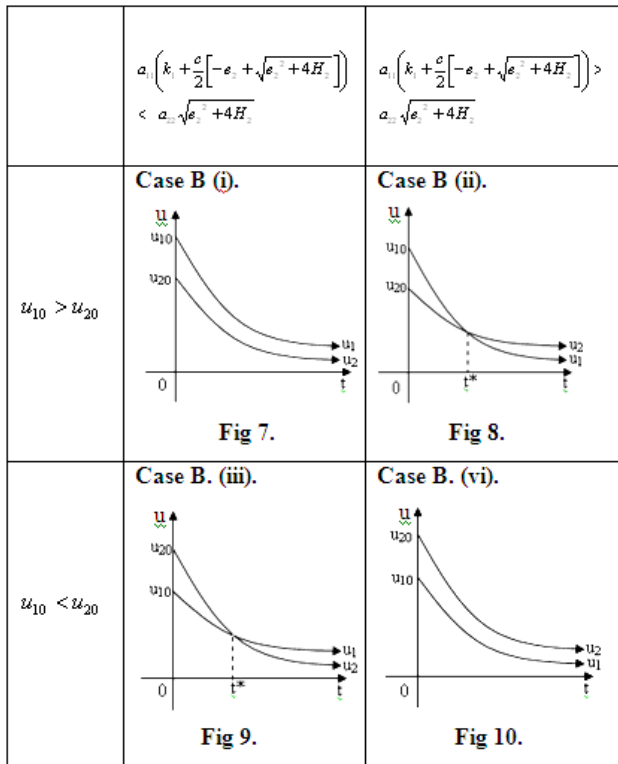 a₁₁(k₁ + c/2[-e₂ + √(e₂² + 4H₂)])
< a₂₂√(e₂² + 4H₂)
a₁₁(k₁ + c/2[-e₂ + √(e₂² + 4H₂)]) >
a₂₂√(e₂² + 4H₂)
u₁₀ > u₂₀
Case B (i).
u
u₁₀
u₂₀
u₁
u₂
0
t
Fig 7.
Case B (ii).
u
u₁₀
u₂₀
u₂
u₁
0
t*
t
Fig 8.
u₁₀ < u₂₀
Case B. (iii).
u
u₂₀
u₁₀
u₁
u₂
0
t*
t
Fig 9.
Case B. (vi).
u
u₂₀
u₁₀
u₂
u₁
0
t
Fig 10.